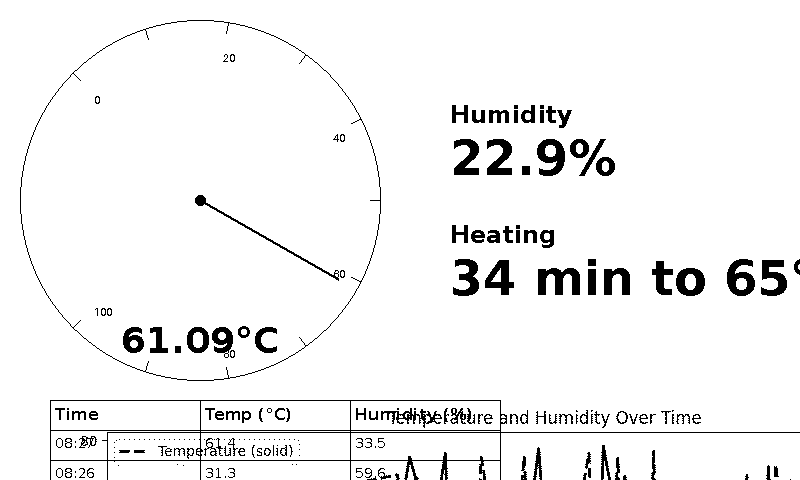 20
0
40
60
100
80
61.09°C
Humidity
22.9%
Heating
34 min to 65°
Time Temp (°C) Humidity (%)
Temperature and Humidity Over Time
08:27 61.4 33.5
80
Temperature (solid)
08:26 31.3 59.6